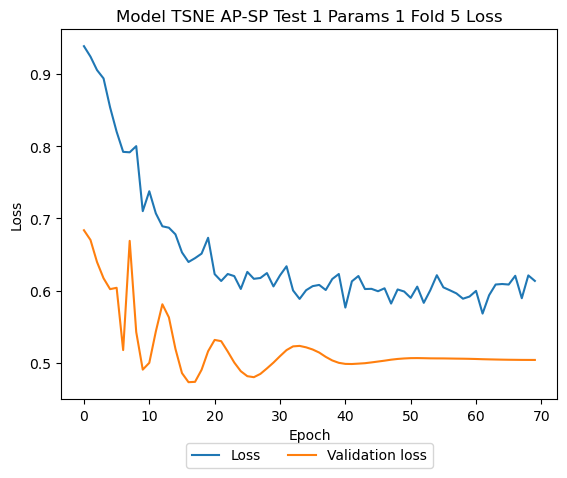 Model TSNE AP-SP Test 1 Params 1 Fold 5 Loss
0.9
0.8
0.7
0.6
0.5
Loss
0 10 20 30 40 50 60 70
Epoch
Loss Validation loss